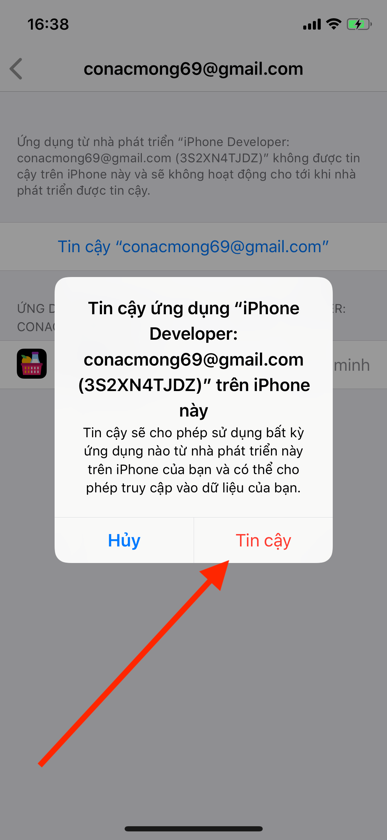 16:38
conacmong69@gmail.com
Ứng dụng từ nhà phát triển “iPhone Developer:
conacmong69@gmail.com (3S2XN4TJDZ)” không được tin
cậy trên iPhone này và sẽ không hoạt động cho tới khi nhà
phát triển được tin cậy.
Tin cậy “conacmong69@gmail.com”
ỨNG
CONAC
minh
Tin cậy ứng dụng “iPhone
Developer:
conacmong69@gmail.com
(3S2XN4TJDZ)” trên iPhone
này
Tin cậy sẽ cho phép sử dụng bất kỳ
ứng dụng nào từ nhà phát triển này
trên iPhone của bạn và có thể cho
phép truy cập vào dữ liệu của bạn.
Hủy
Tin cậy